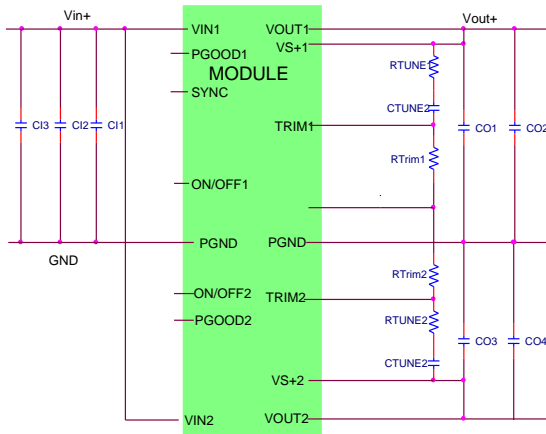 Vin+
Vout+
VIN1
VOUT1
VS+1
PGOOD1
RTUNE1
MODULE
SYNC
CTUNE2
TRIM1
CI3
CI2
CI1
CO1
CO2
RTrim1
ON/OFF1
PGND
PGND
GND
RTrim2
ON/OFF2
TRIM2
PGOOD2
RTUNE2
CO3
CO4
CTUNE2
VS+2
VIN2
VOUT2